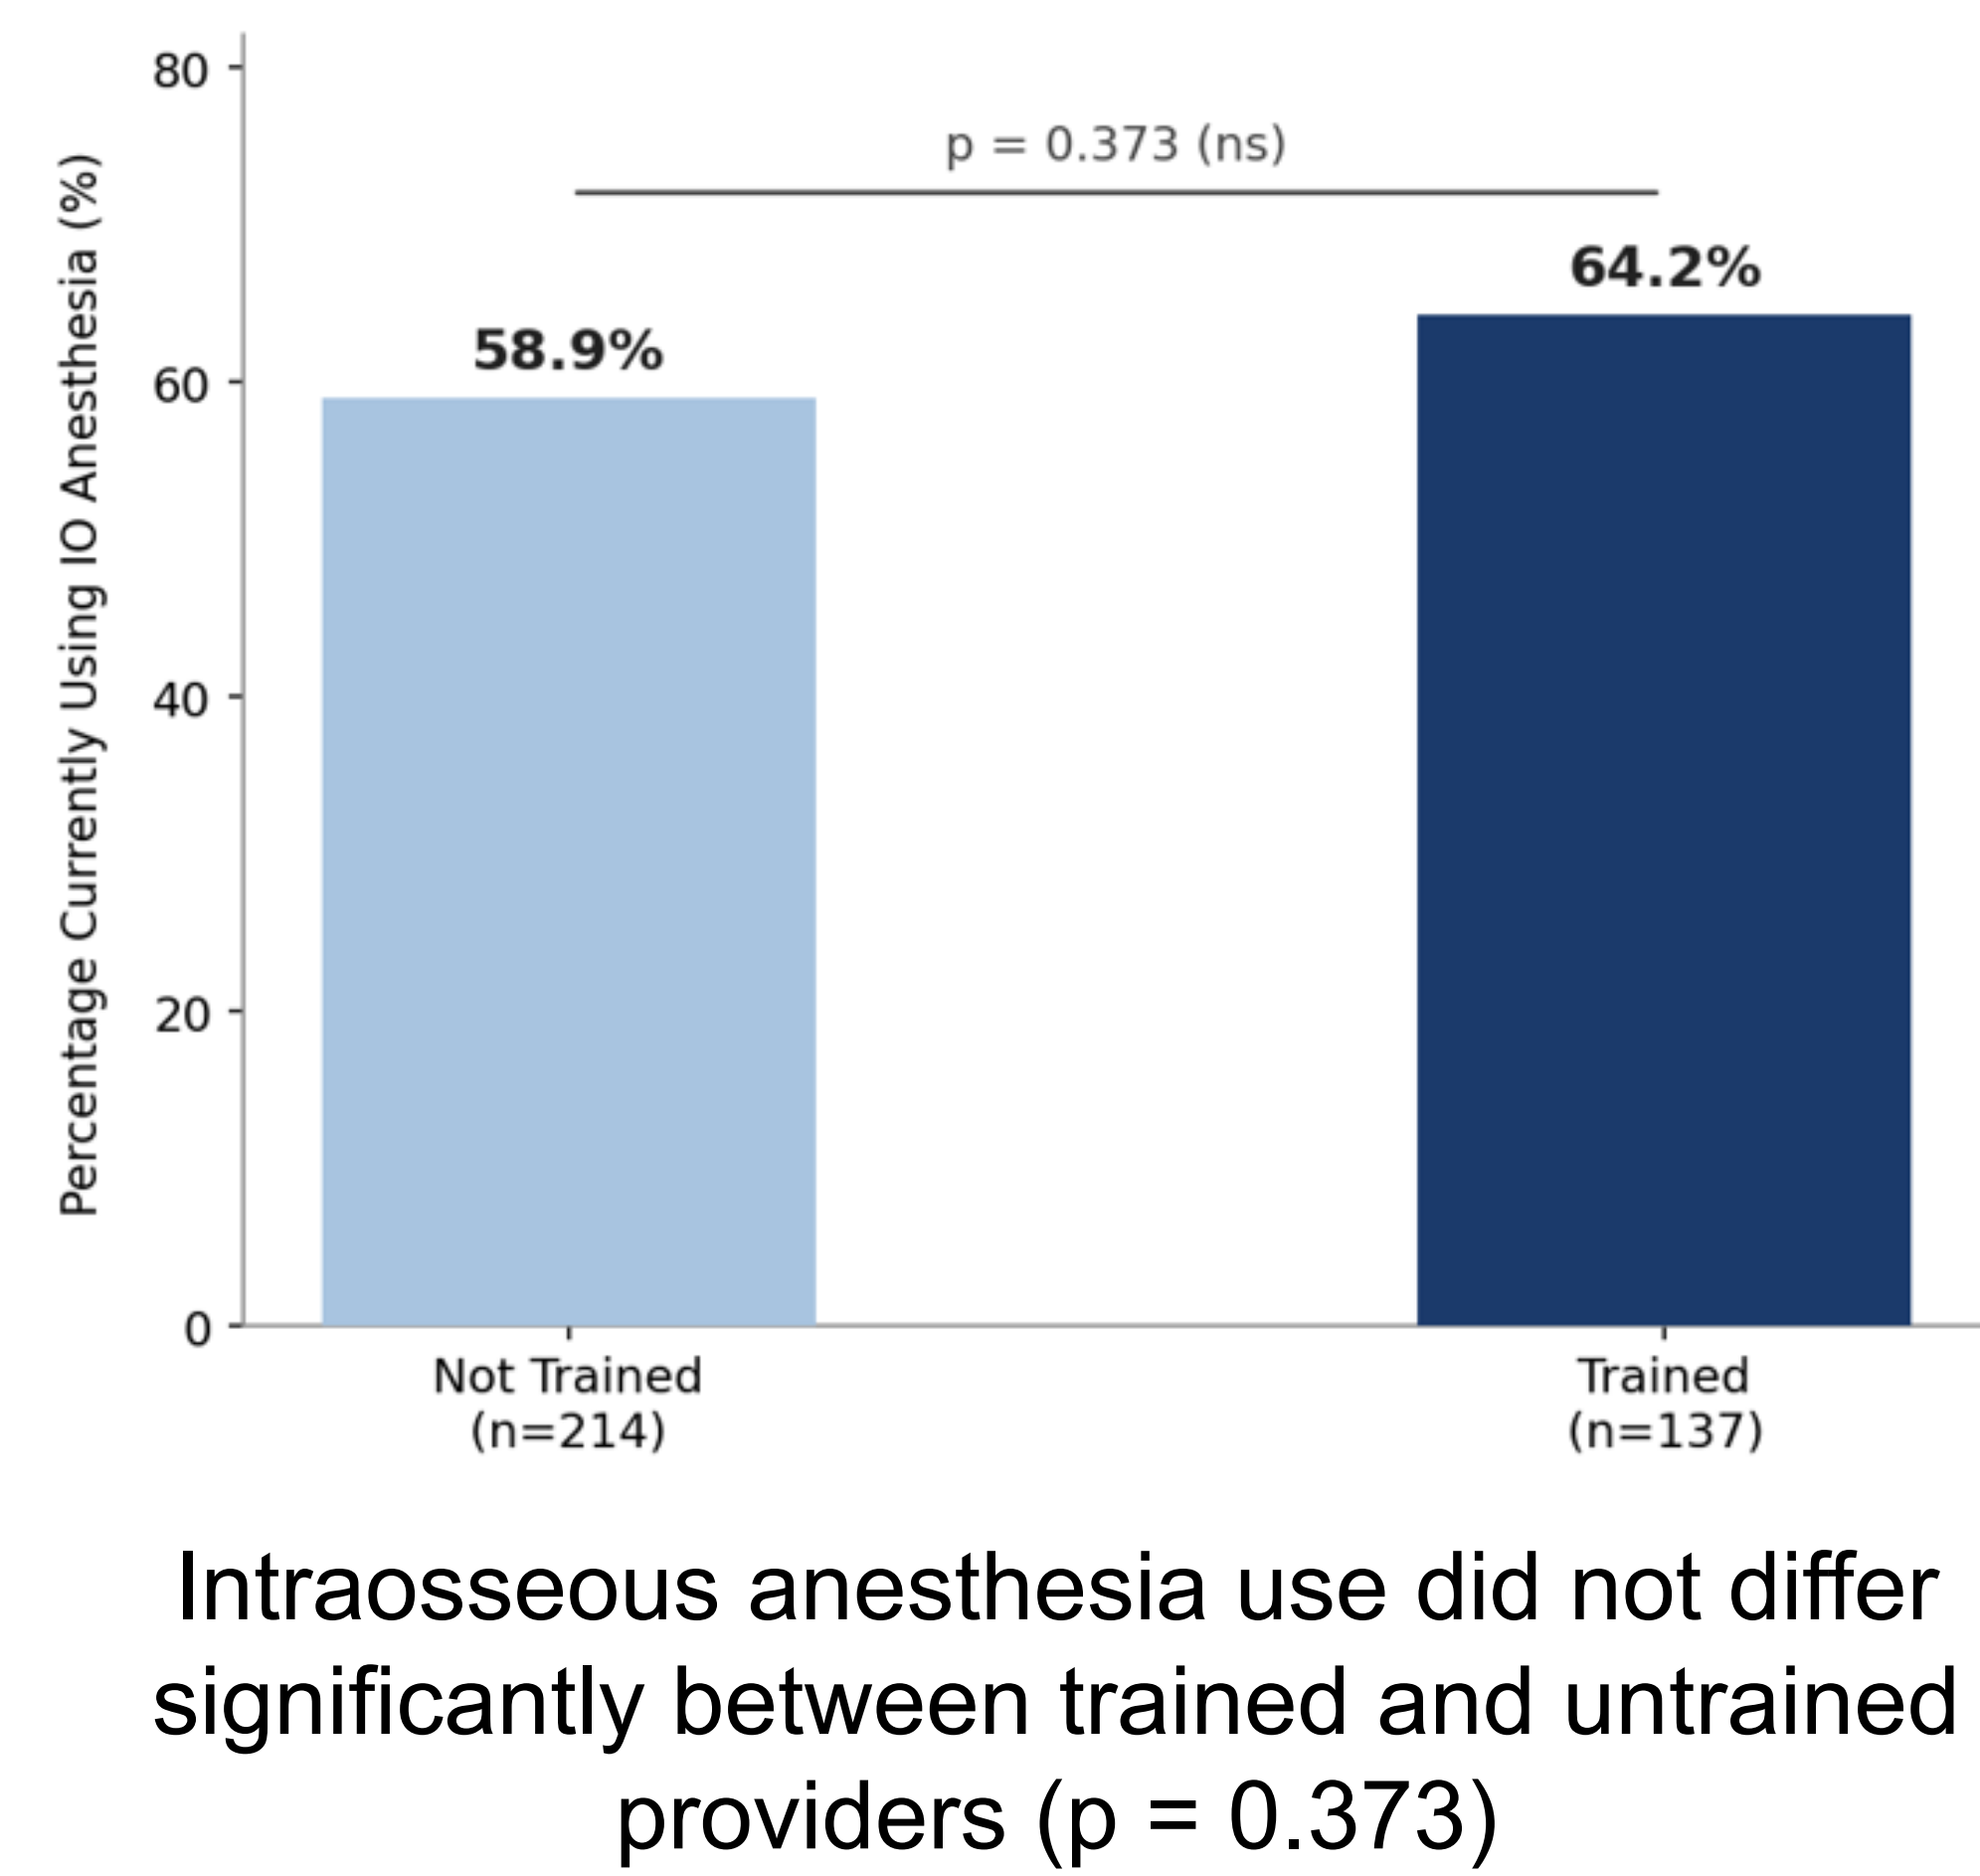 80
p = 0.373 (ns)
64.2%
58.9%
60
40
20
0
Percentage Currently Using IO Anesthesia (%)
Not Trained
(n=214)
Trained
(n=137)
Intraosseous anesthesia use did not differ
significantly between trained and untrained
providers (p = 0.373)